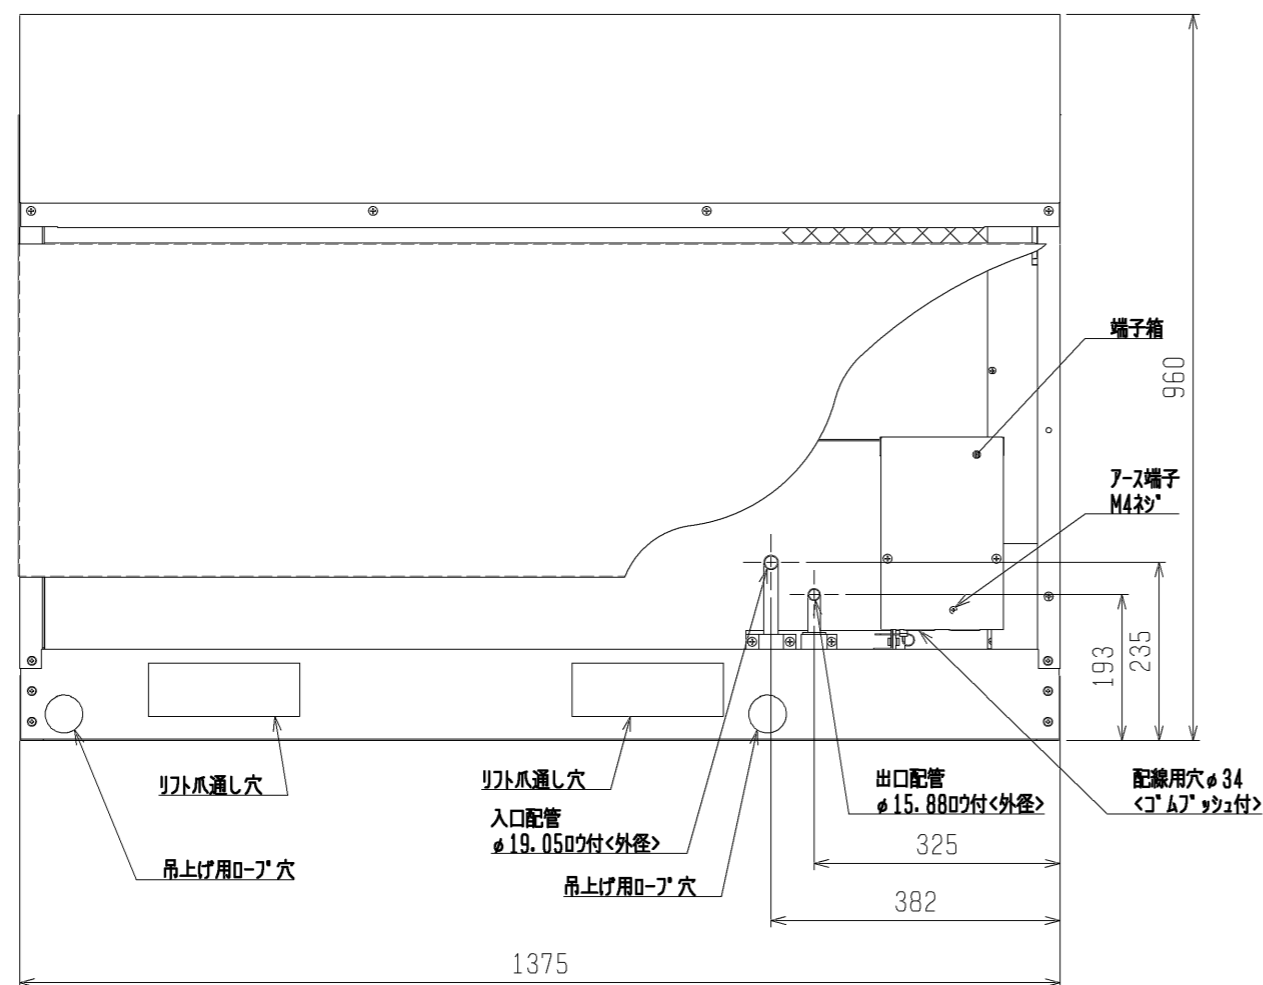 端子箱
960
ｱｰｽ端子
M4ﾈｼﾞ
193
235
ﾘﾌﾄ爪通し穴
ﾘﾌﾄ爪通し穴
入口配管
φ19.05ﾛｳ付<外径>
出口配管
φ15.88ﾛｳ付<外径>
配線用穴φ34
<ｺﾞﾑﾌﾞｯｼｭ付>
吊上げ用ﾛｰﾌﾟ穴
吊上げ用ﾛｰﾌﾟ穴
325
382
1375